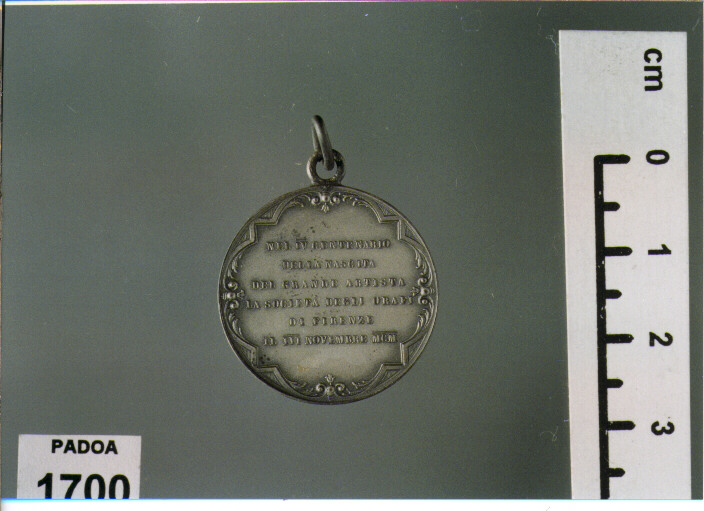 NEL IV CENTENARIO
DELLA NASCITA
DEL GRANDE ARTISTA
LA SOCIETÀ DEGLI ORAFI
DI FIRENZE
IL XVI NOVEMBRE MCM
cm
0
1
2
3
PADOA
1700